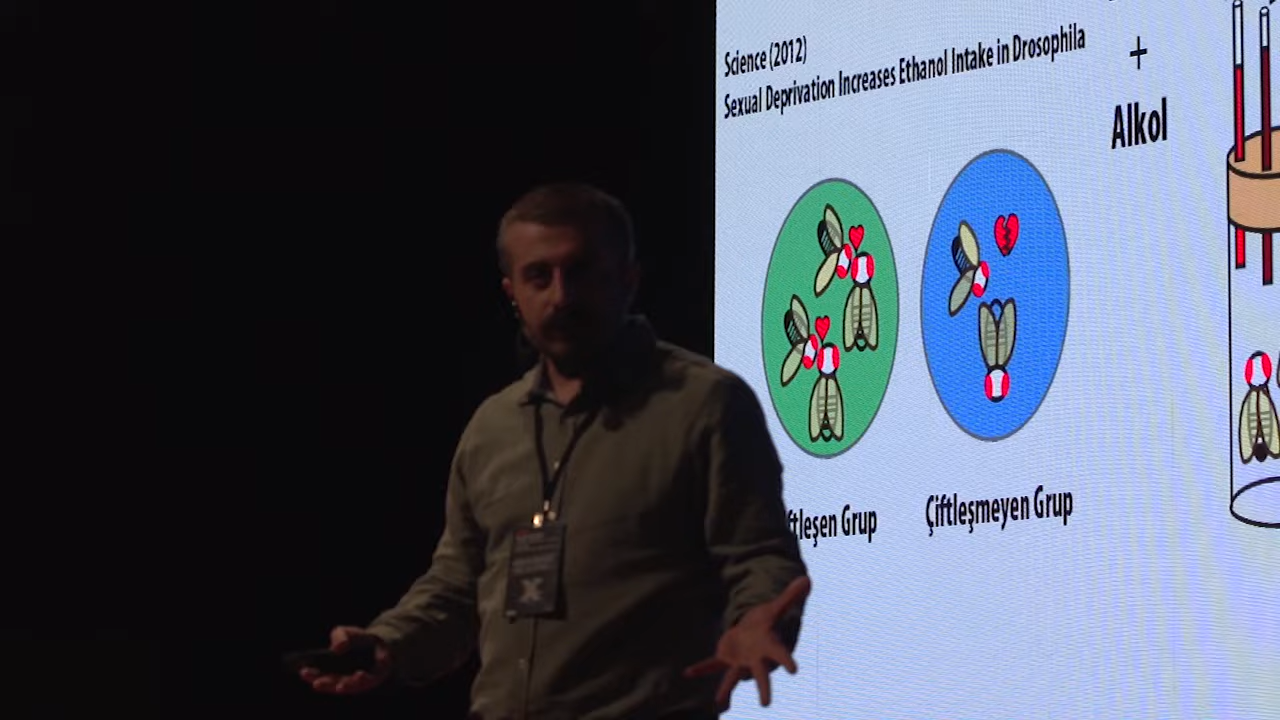 Science (2012)
Sexual Deprivation Increases Ethanol Intake in Drosophila
+
Alkol
ftleşen Grup
Çiftleşmeyen Grup
X